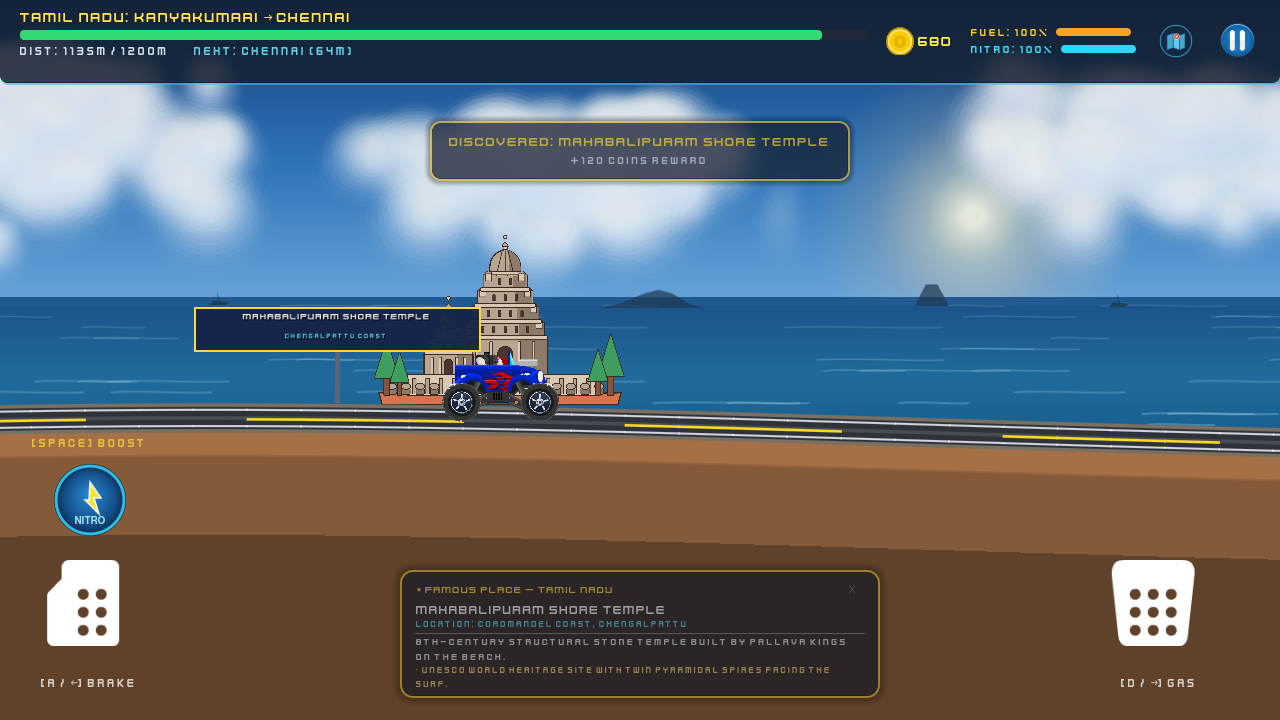 TAMIL NADU: KANYAKUMARI → CHENNAI
DIST: 1135M / 1200M NEXT: CHENNAI (64M)
680
FUEL: 100%
NITRO: 100%
DISCOVERED: MAHABALIPURAM SHORE TEMPLE
+120 COINS REWARD
MAHABALIPURAM SHORE TEMPLE
CHENGALPATTU COAST
[SPACE] BOOST
NITRO
[A / ←] BRAKE
★ FAMOUS PLACE — TAMIL NADU X
MAHABALIPURAM SHORE TEMPLE
LOCATION: COROMANDEL COAST, CHENGALPATTU
8TH-CENTURY STRUCTURAL STONE TEMPLE BUILT BY PALLAVA KINGS
ON THE BEACH.
· UNESCO WORLD HERITAGE SITE WITH TWIN PYRAMIDAL SPIRES FACING THE
SURF.
[D / →] GAS